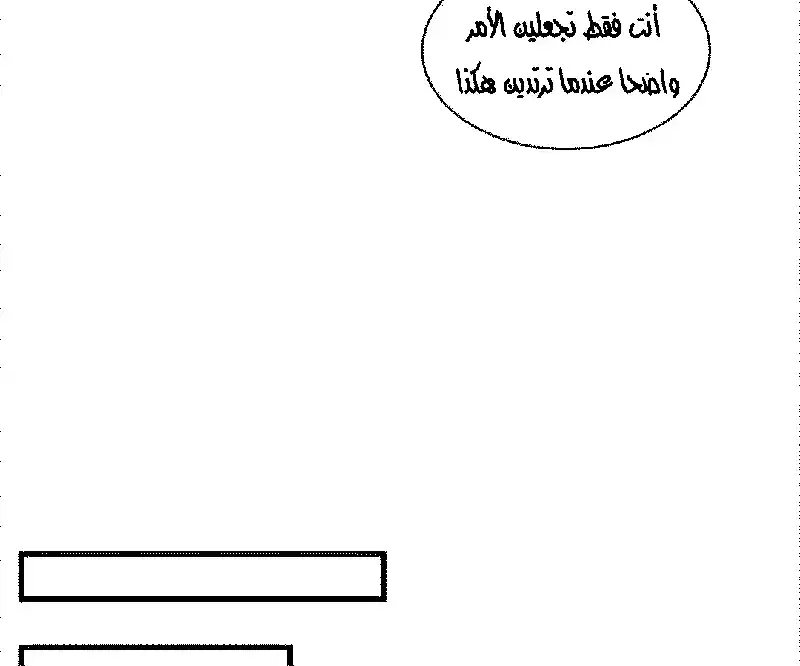 أنت فقط تجعلين الأمر
واضحا عندما ترتدين هكذا